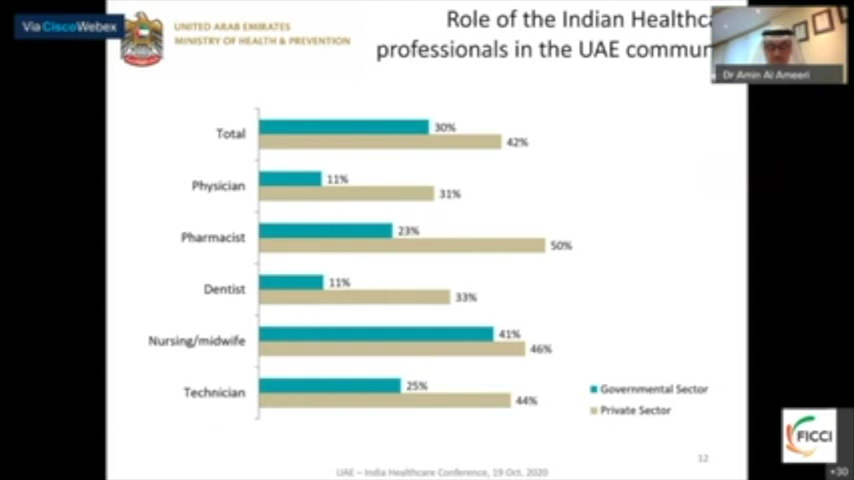 Via Cisco Webex
UNITED ARAB EMIRATES
MINISTRY OF HEALTH & PREVENTION
Role of the Indian Healthca
professionals in the UAE commun
Dr Amin Al Ameeri
Total
30%
42%
Physician
11%
31%
Pharmacist
23%
50%
Dentist
11%
33%
Nursing/midwife
41%
46%
Technician
25%
44%
Governmental Sector
Private Sector
FICCI
12
UAE – India Healthcare Conference, 19 Oct. 2020
+30